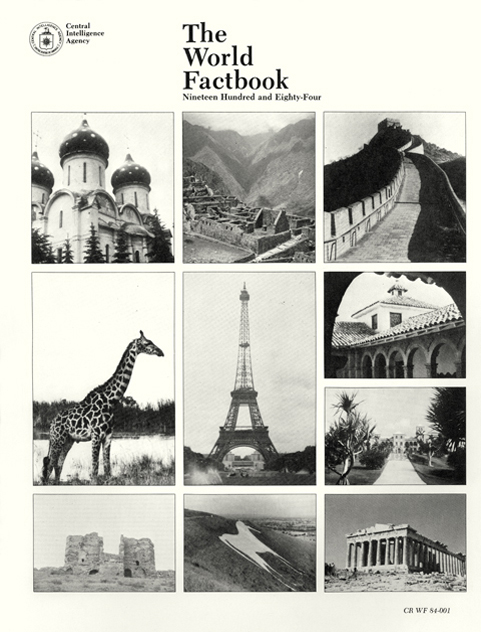 Central
Intelligence
Agency
The
World
Factbook
Nineteen Hundred and Eighty-Four
CR WF 84-001